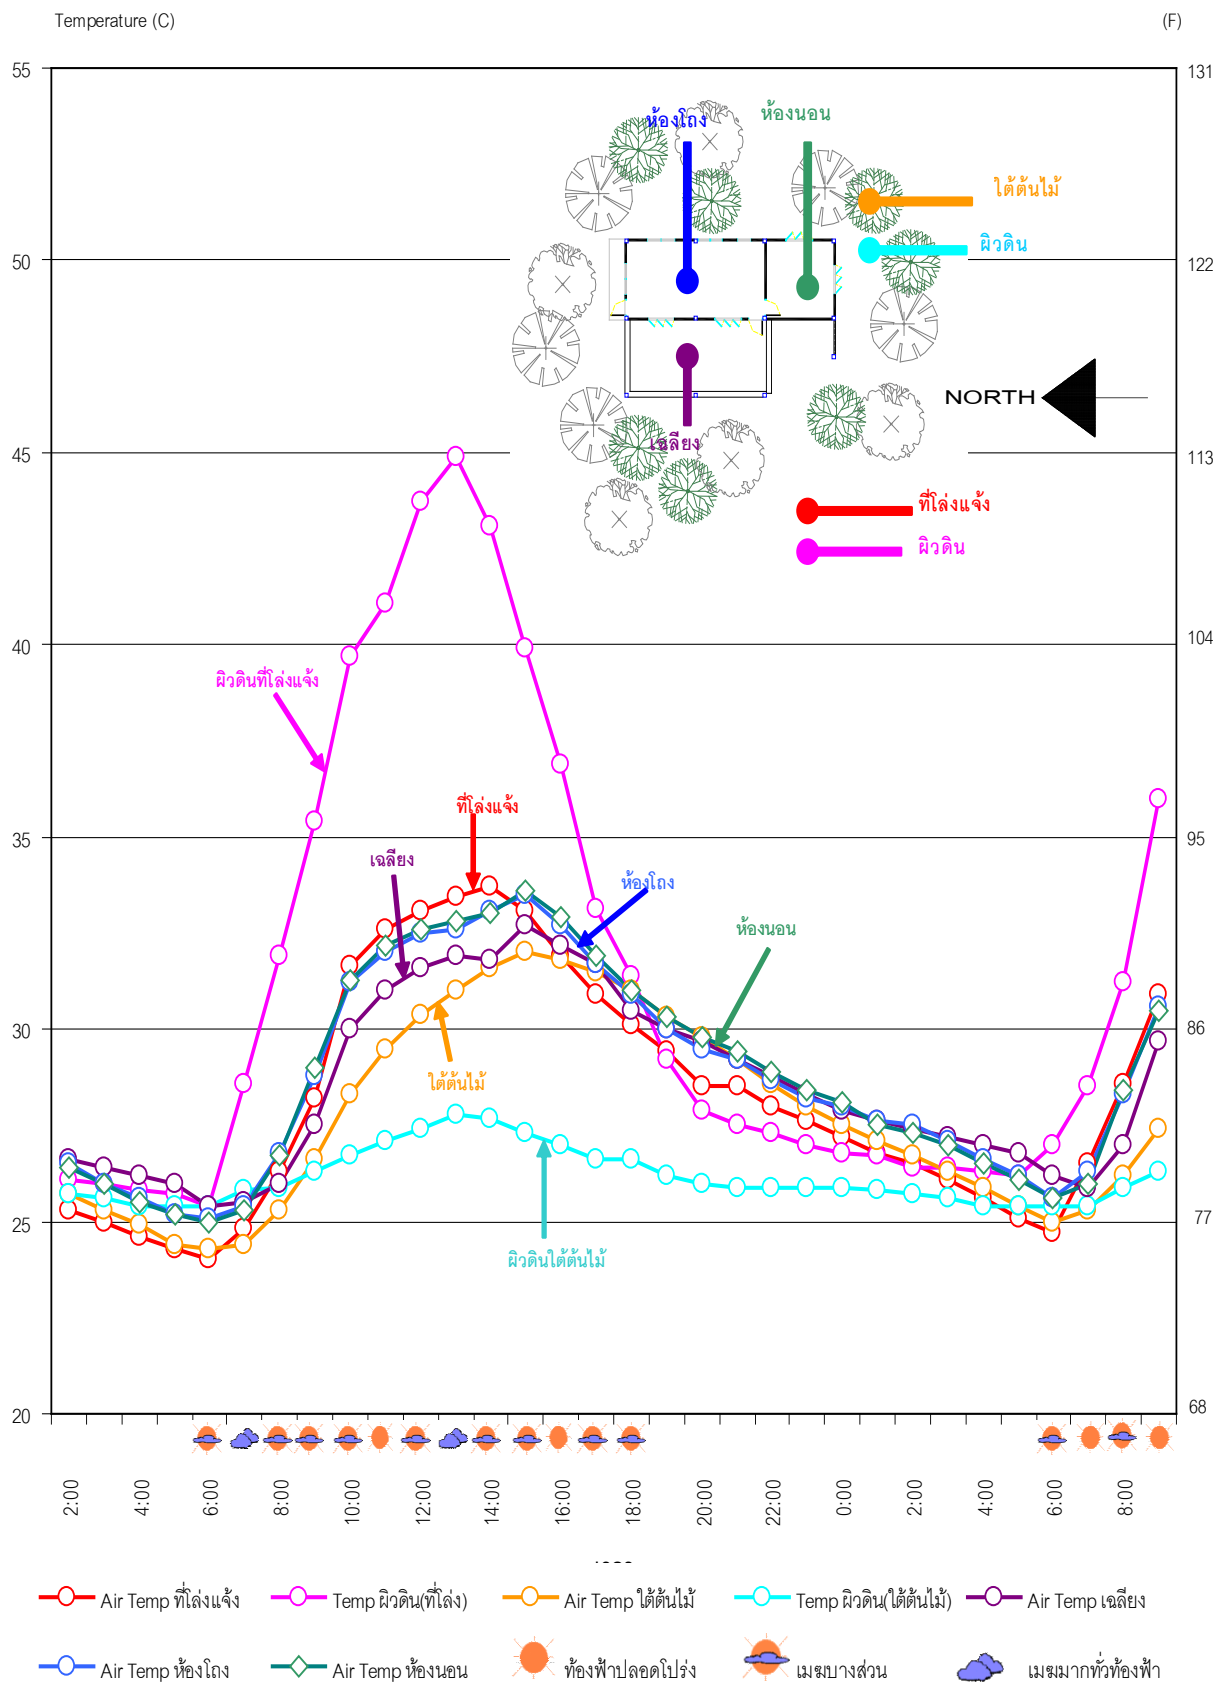 Temperature (C) (F)
55 131
ห้องโถง ห้องนอน
ใต้ต้นไม้
ผิวดิน
50 122
NORTH
เฉลียง
45 113
ที่โล่งแจ้ง
ผิวดิน
40 104
ผิวดินที่โล่งแจ้ง
ที่โล่งแจ้ง
35 95
เฉลียง
ห้องโถง
ห้องนอน
30 86
ใต้ต้นไม้
25 77
ผิวดินใต้ต้นไม้
20 68
2:00 4:00 6:00 8:00 10:00 12:00 14:00 16:00 18:00 20:00 22:00 0:00 2:00 4:00 6:00 8:00
Air Temp ที่โล่งแจ้ง Temp ผิวดิน(ที่โล่ง) Air Temp ใต้ต้นไม้ Temp ผิวดิน(ใต้ต้นไม้) Air Temp เฉลียง
Air Temp ห้องโถง Air Temp ห้องนอน ท้องฟ้าปลอดโปร่ง เมฆบางส่วน เมฆมากทั่วท้องฟ้า